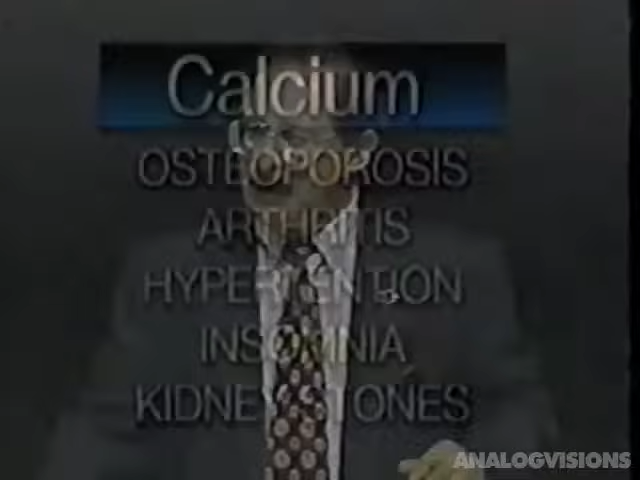 Calcium
OSTEOPOROSIS
ARTHRITIS
HYPERTENTION
INSOMNIA
KIDNEY STONES
ANALOGVISIONS